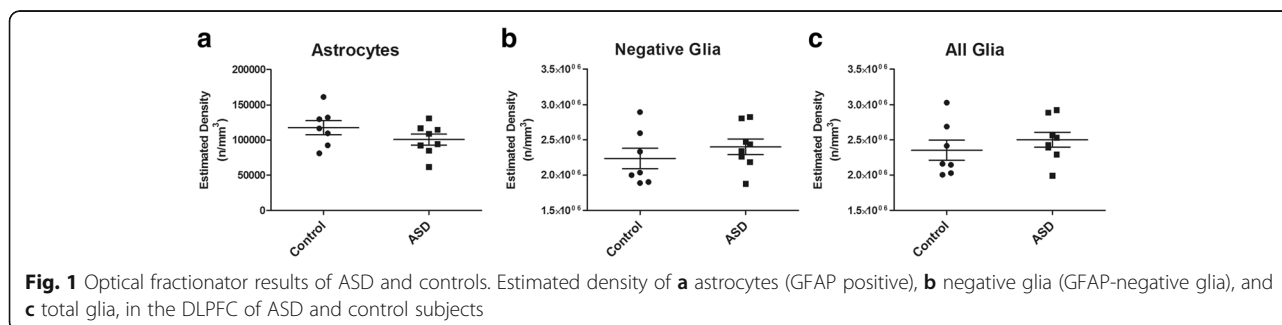 a
Astrocytes
Estimated Density
(n/mm³)
200000
150000
100000
50000
0
Control
ASD
b
Negative Glia
Estimated Density
(n/mm³)
3.5×10⁰⁶
3.0×10⁰⁶
2.5×10⁰⁶
2.0×10⁰⁶
1.5×10⁰⁶
Control
ASD
c
All Glia
Estimated Density
(n/mm³)
3.5×10⁰⁶
3.0×10⁰⁶
2.5×10⁰⁶
2.0×10⁰⁶
1.5×10⁰⁶
Control
ASD
Fig. 1 Optical fractionator results of ASD and controls. Estimated density of a astrocytes (GFAP positive), b negative glia (GFAP-negative glia), and
c total glia, in the DLPFC of ASD and control subjects